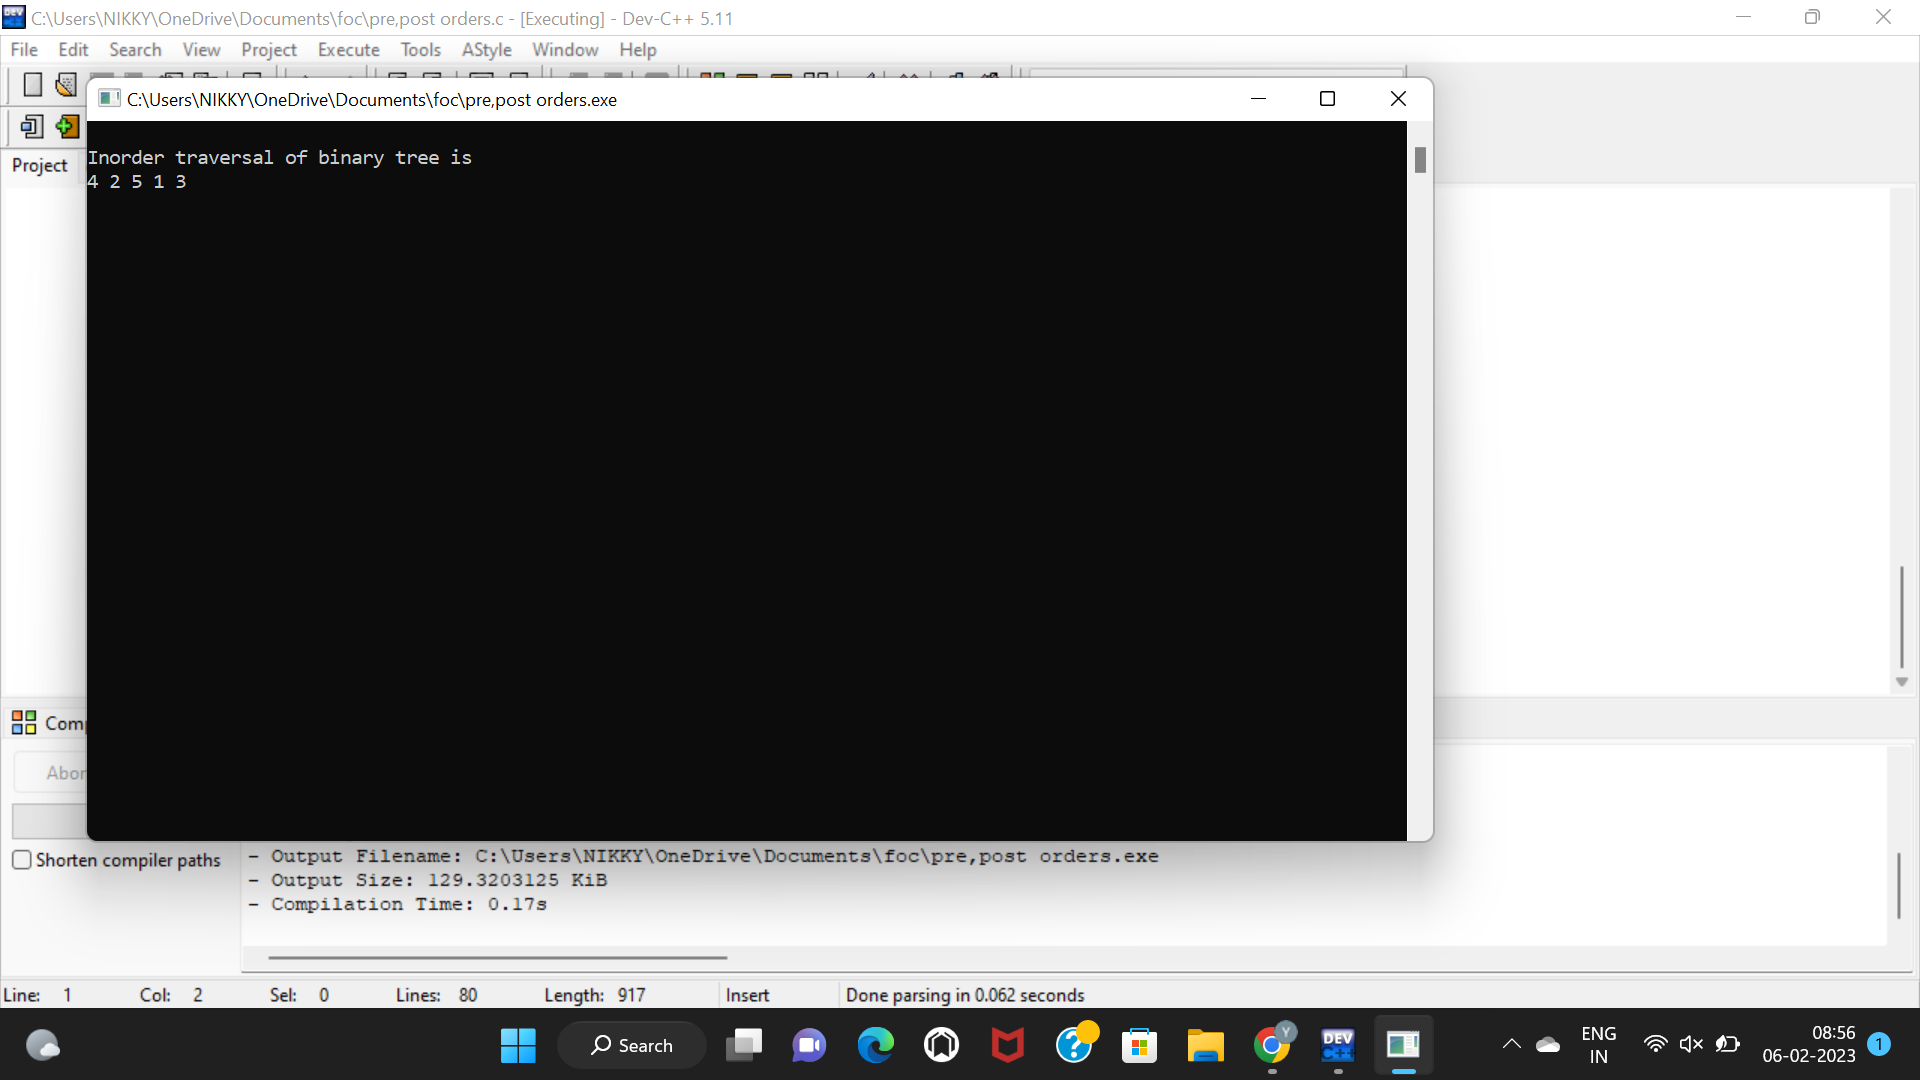 C:\Users\NIKKY\OneDrive\Documents\foc\pre,post orders.c - [Executing] - Dev-C++ 5.11
File Edit Search View Project Execute Tools AStyle Window Help
C:\Users\NIKKY\OneDrive\Documents\foc\pre,post orders.exe
Project
Inorder traversal of binary tree is
4 2 5 1 3
Comp
Abor
Shorten compiler paths
- Output Filename: C:\Users\NIKKY\OneDrive\Documents\foc\pre,post orders.exe
- Output Size: 129.3203125 KiB
- Compilation Time: 0.17s
Line: 1 Col: 2 Sel: 0 Lines: 80 Length: 917 Insert Done parsing in 0.062 seconds
Search
DEV
C++
Y
ENG
IN
08:56
06-02-2023
1